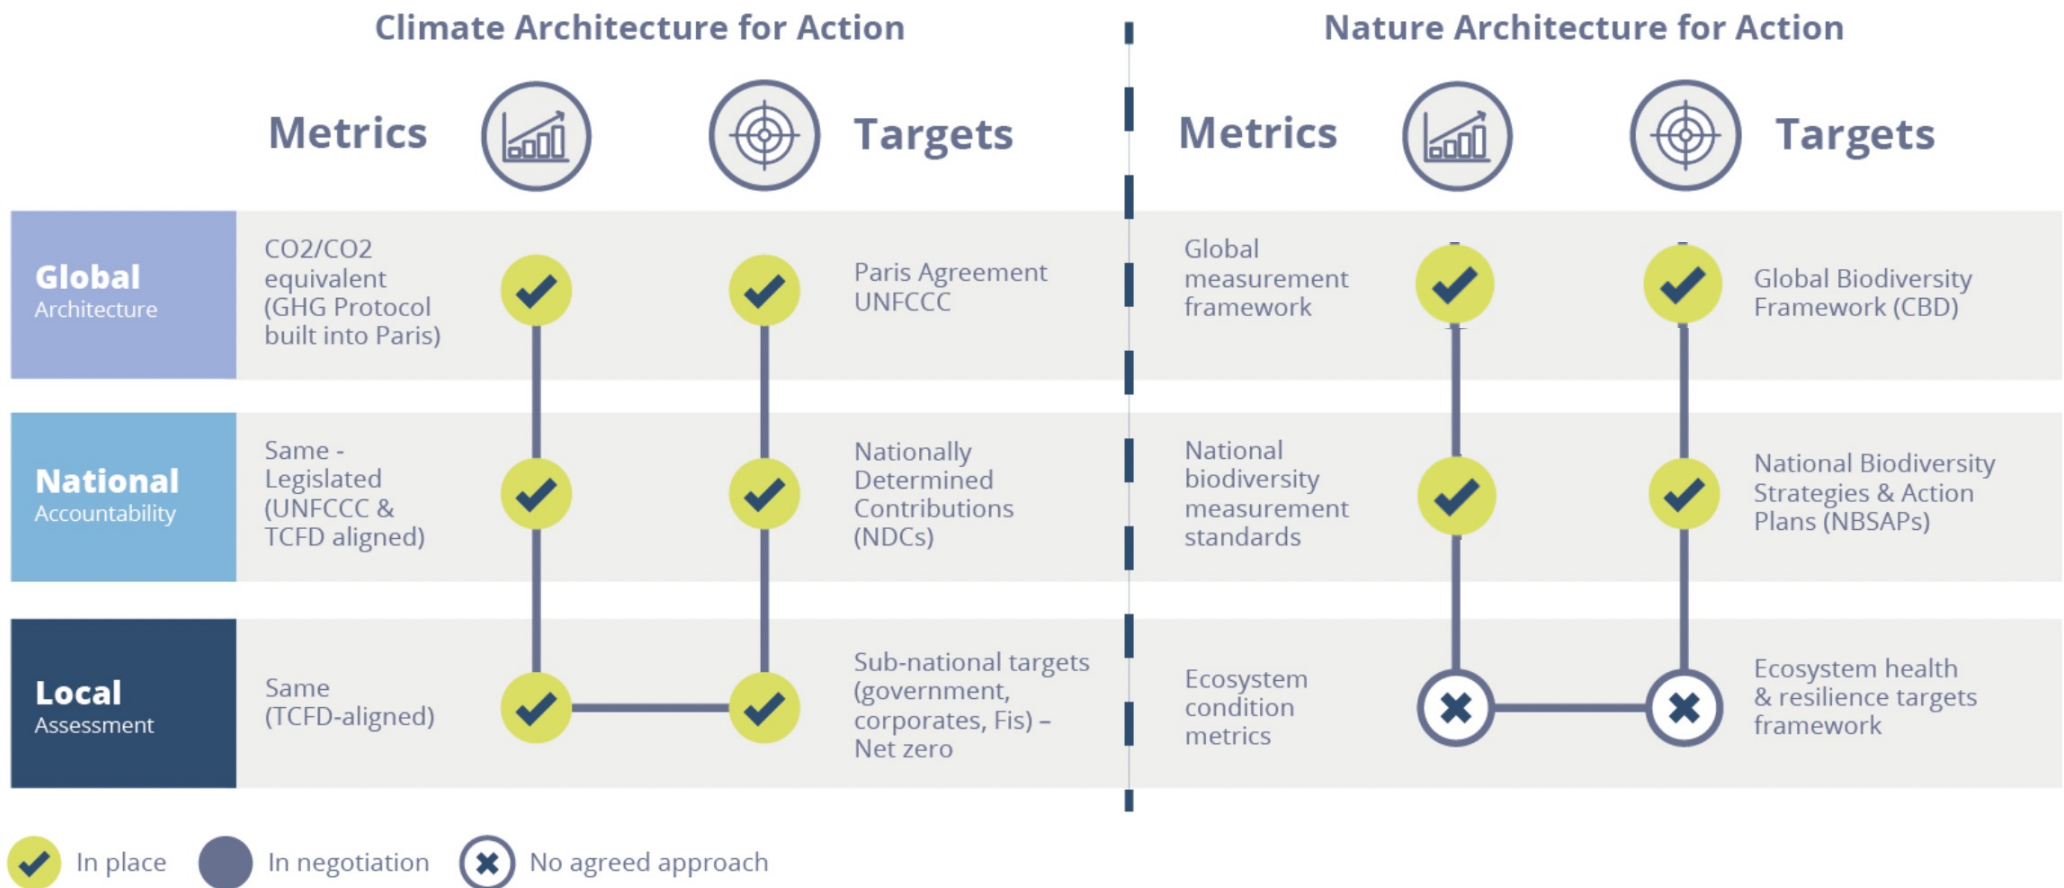 Climate Architecture for Action
Nature Architecture for Action
Metrics
Targets
Metrics
Targets
Global
Architecture
CO2/CO2
equivalent
(GHG Protocol
built into Paris)
Paris Agreement
UNFCCC
Global
measurement
framework
Global Biodiversity
Framework (CBD)
National
Accountability
Same -
Legislated
(UNFCCC &
TCFD aligned)
Nationally
Determined
Contributions
(NDCs)
National
biodiversity
measurement
standards
National Biodiversity
Strategies & Action
Plans (NBSAPs)
Local
Assessment
Same
(TCFD-aligned)
Sub-national targets
(government,
corporates, Fis) –
Net zero
Ecosystem
condition
metrics
Ecosystem health
& resilience targets
framework
In place
In negotiation
No agreed approach